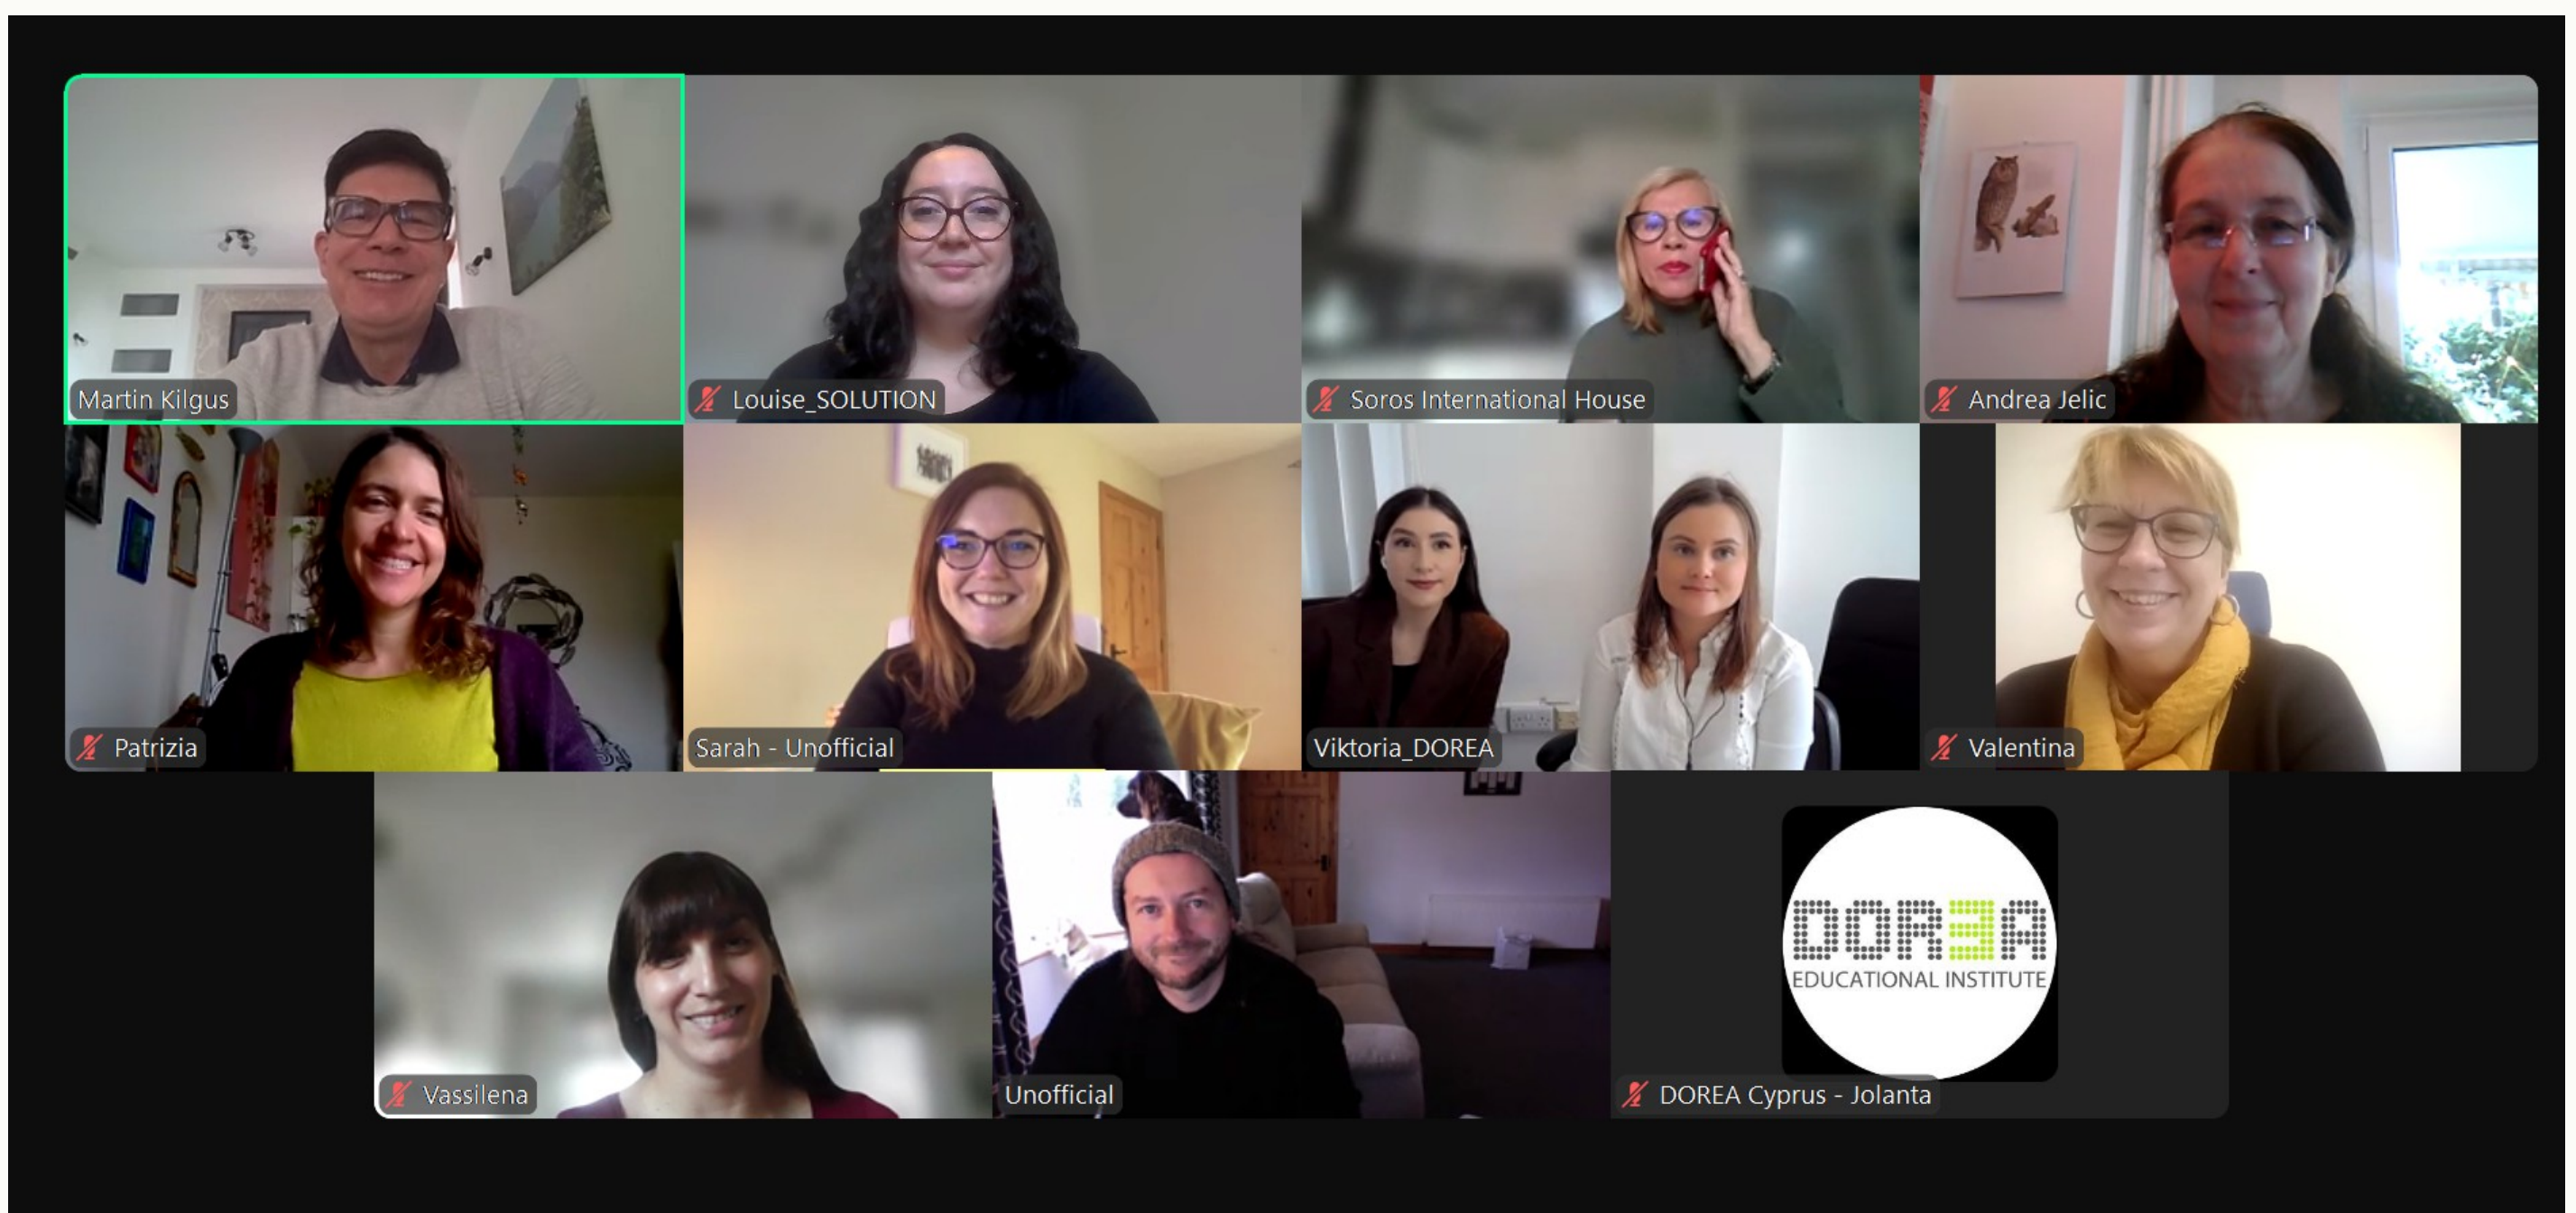 Martin Kilgus
Louise_SOLUTION
Soros International House
Andrea Jelic
Patrizia
Sarah - Unofficial
Viktoria_DOREA
Valentina
Vassilena
Unofficial
DOREA
EDUCATIONAL INSTITUTE
DOREA Cyprus - Jolanta